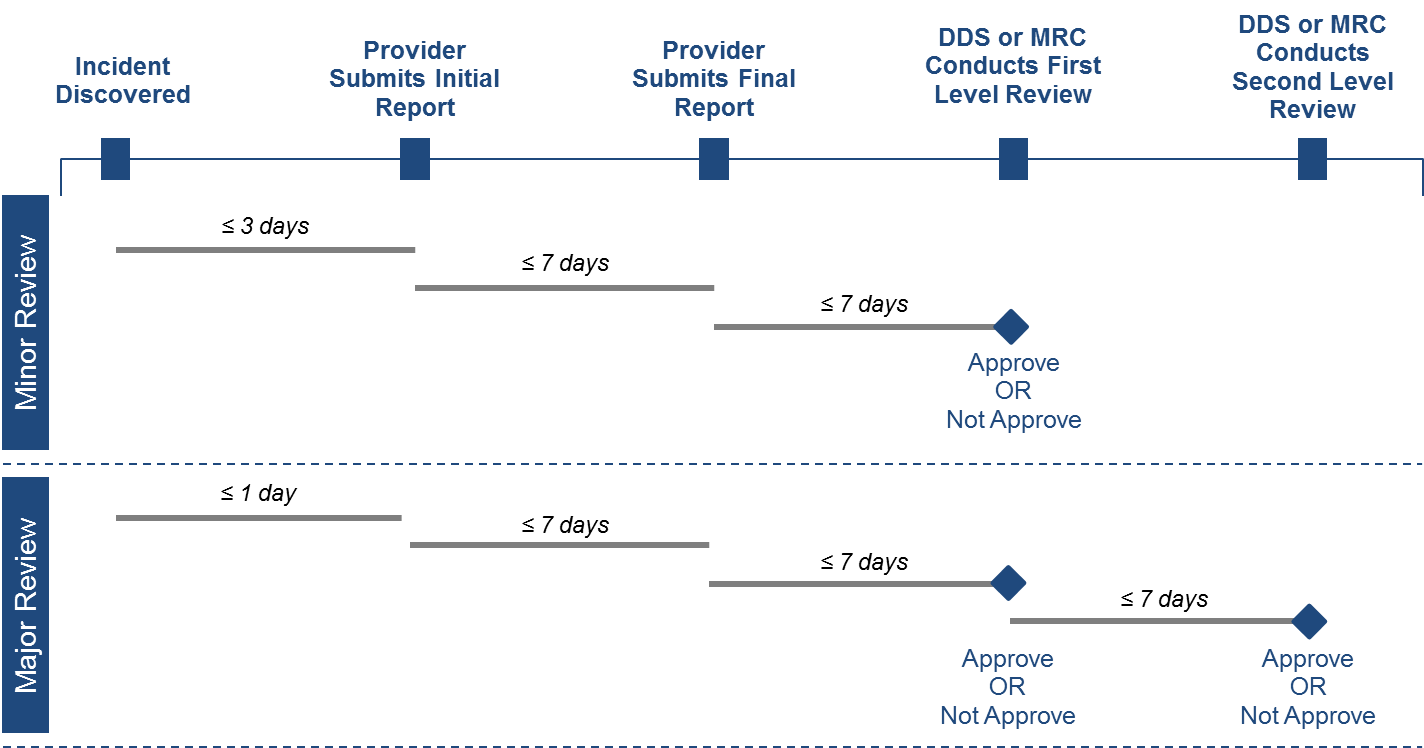 Incident
Discovered
Provider
Submits Initial
Report
Provider
Submits Final
Report
DDS or MRC
Conducts First
Level Review
DDS or MRC
Conducts
Second Level
Review
Minor Review
≤ 3 days
≤ 7 days
≤ 7 days
Approve
OR
Not Approve
Major Review
≤ 1 day
≤ 7 days
≤ 7 days
≤ 7 days
Approve
OR
Not Approve
Approve
OR
Not Approve